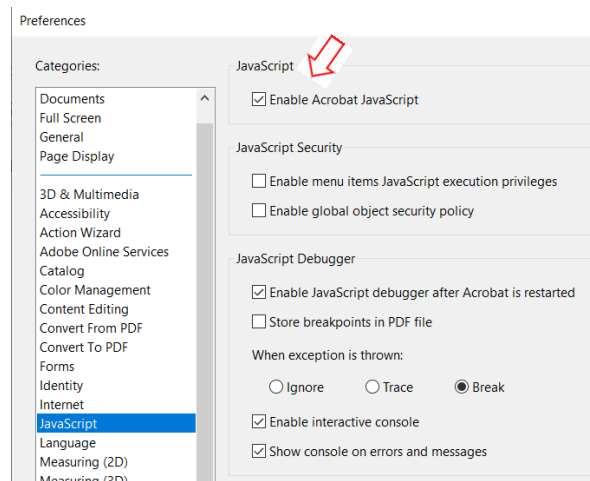 Preferences
Categories:
Documents
Full Screen
General
Page Display
3D & Multimedia
Accessibility
Action Wizard
Adobe Online Services
Catalog
Color Management
Content Editing
Convert From PDF
Convert To PDF
Forms
Identity
Internet
JavaScript
Language
Measuring (2D)
Measuring (3D)
JavaScript
Enable Acrobat JavaScript
JavaScript Security
Enable menu items JavaScript execution privileges
Enable global object security policy
JavaScript Debugger
Enable JavaScript debugger after Acrobat is restarted
Store breakpoints in PDF file
When exception is thrown:
Ignore Trace Break
Enable interactive console
Show console on errors and messages